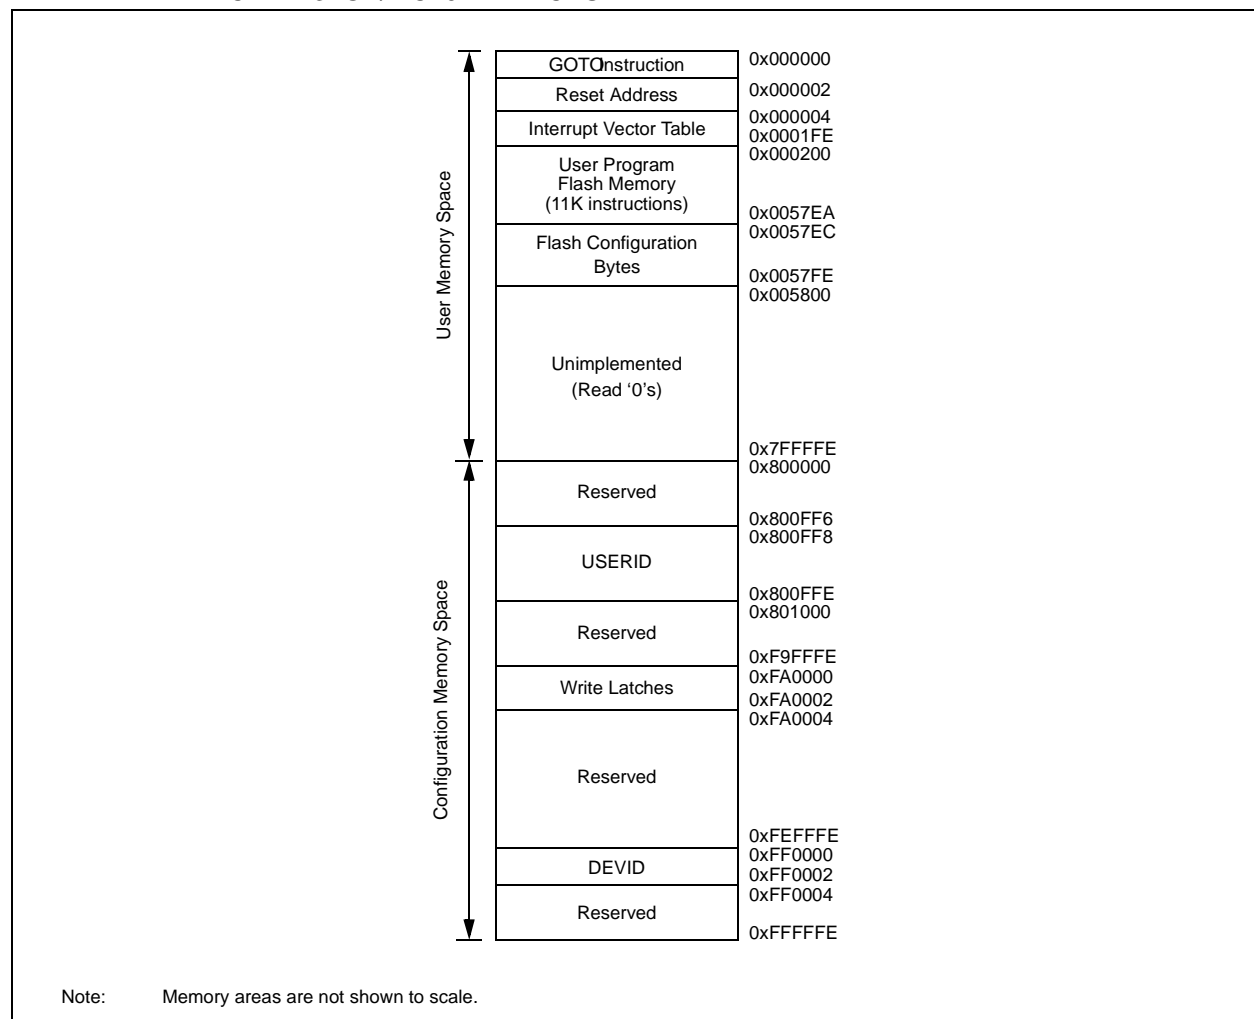 GOTO Instruction
0x000000
Reset Address
0x000002
Interrupt Vector Table
0x000004
0x0001FE
User Program
Flash Memory
(11K instructions)
0x000200
0x0057EA
Flash Configuration
Bytes
0x0057EC
0x0057FE
Unimplemented
(Read ‘0’s)
0x005800
0x7FFFFE
User Memory Space
Reserved
0x800000
0x800FF6
USERID
0x800FF8
0x800FFE
Reserved
0x801000
0xF9FFFE
Write Latches
0xFA0000
0xFA0002
Reserved
0xFA0004
0xFEFFFE
DEVID
0xFF0000
0xFF0002
Reserved
0xFF0004
0xFFFFFE
Configuration Memory Space
Note: Memory areas are not shown to scale.